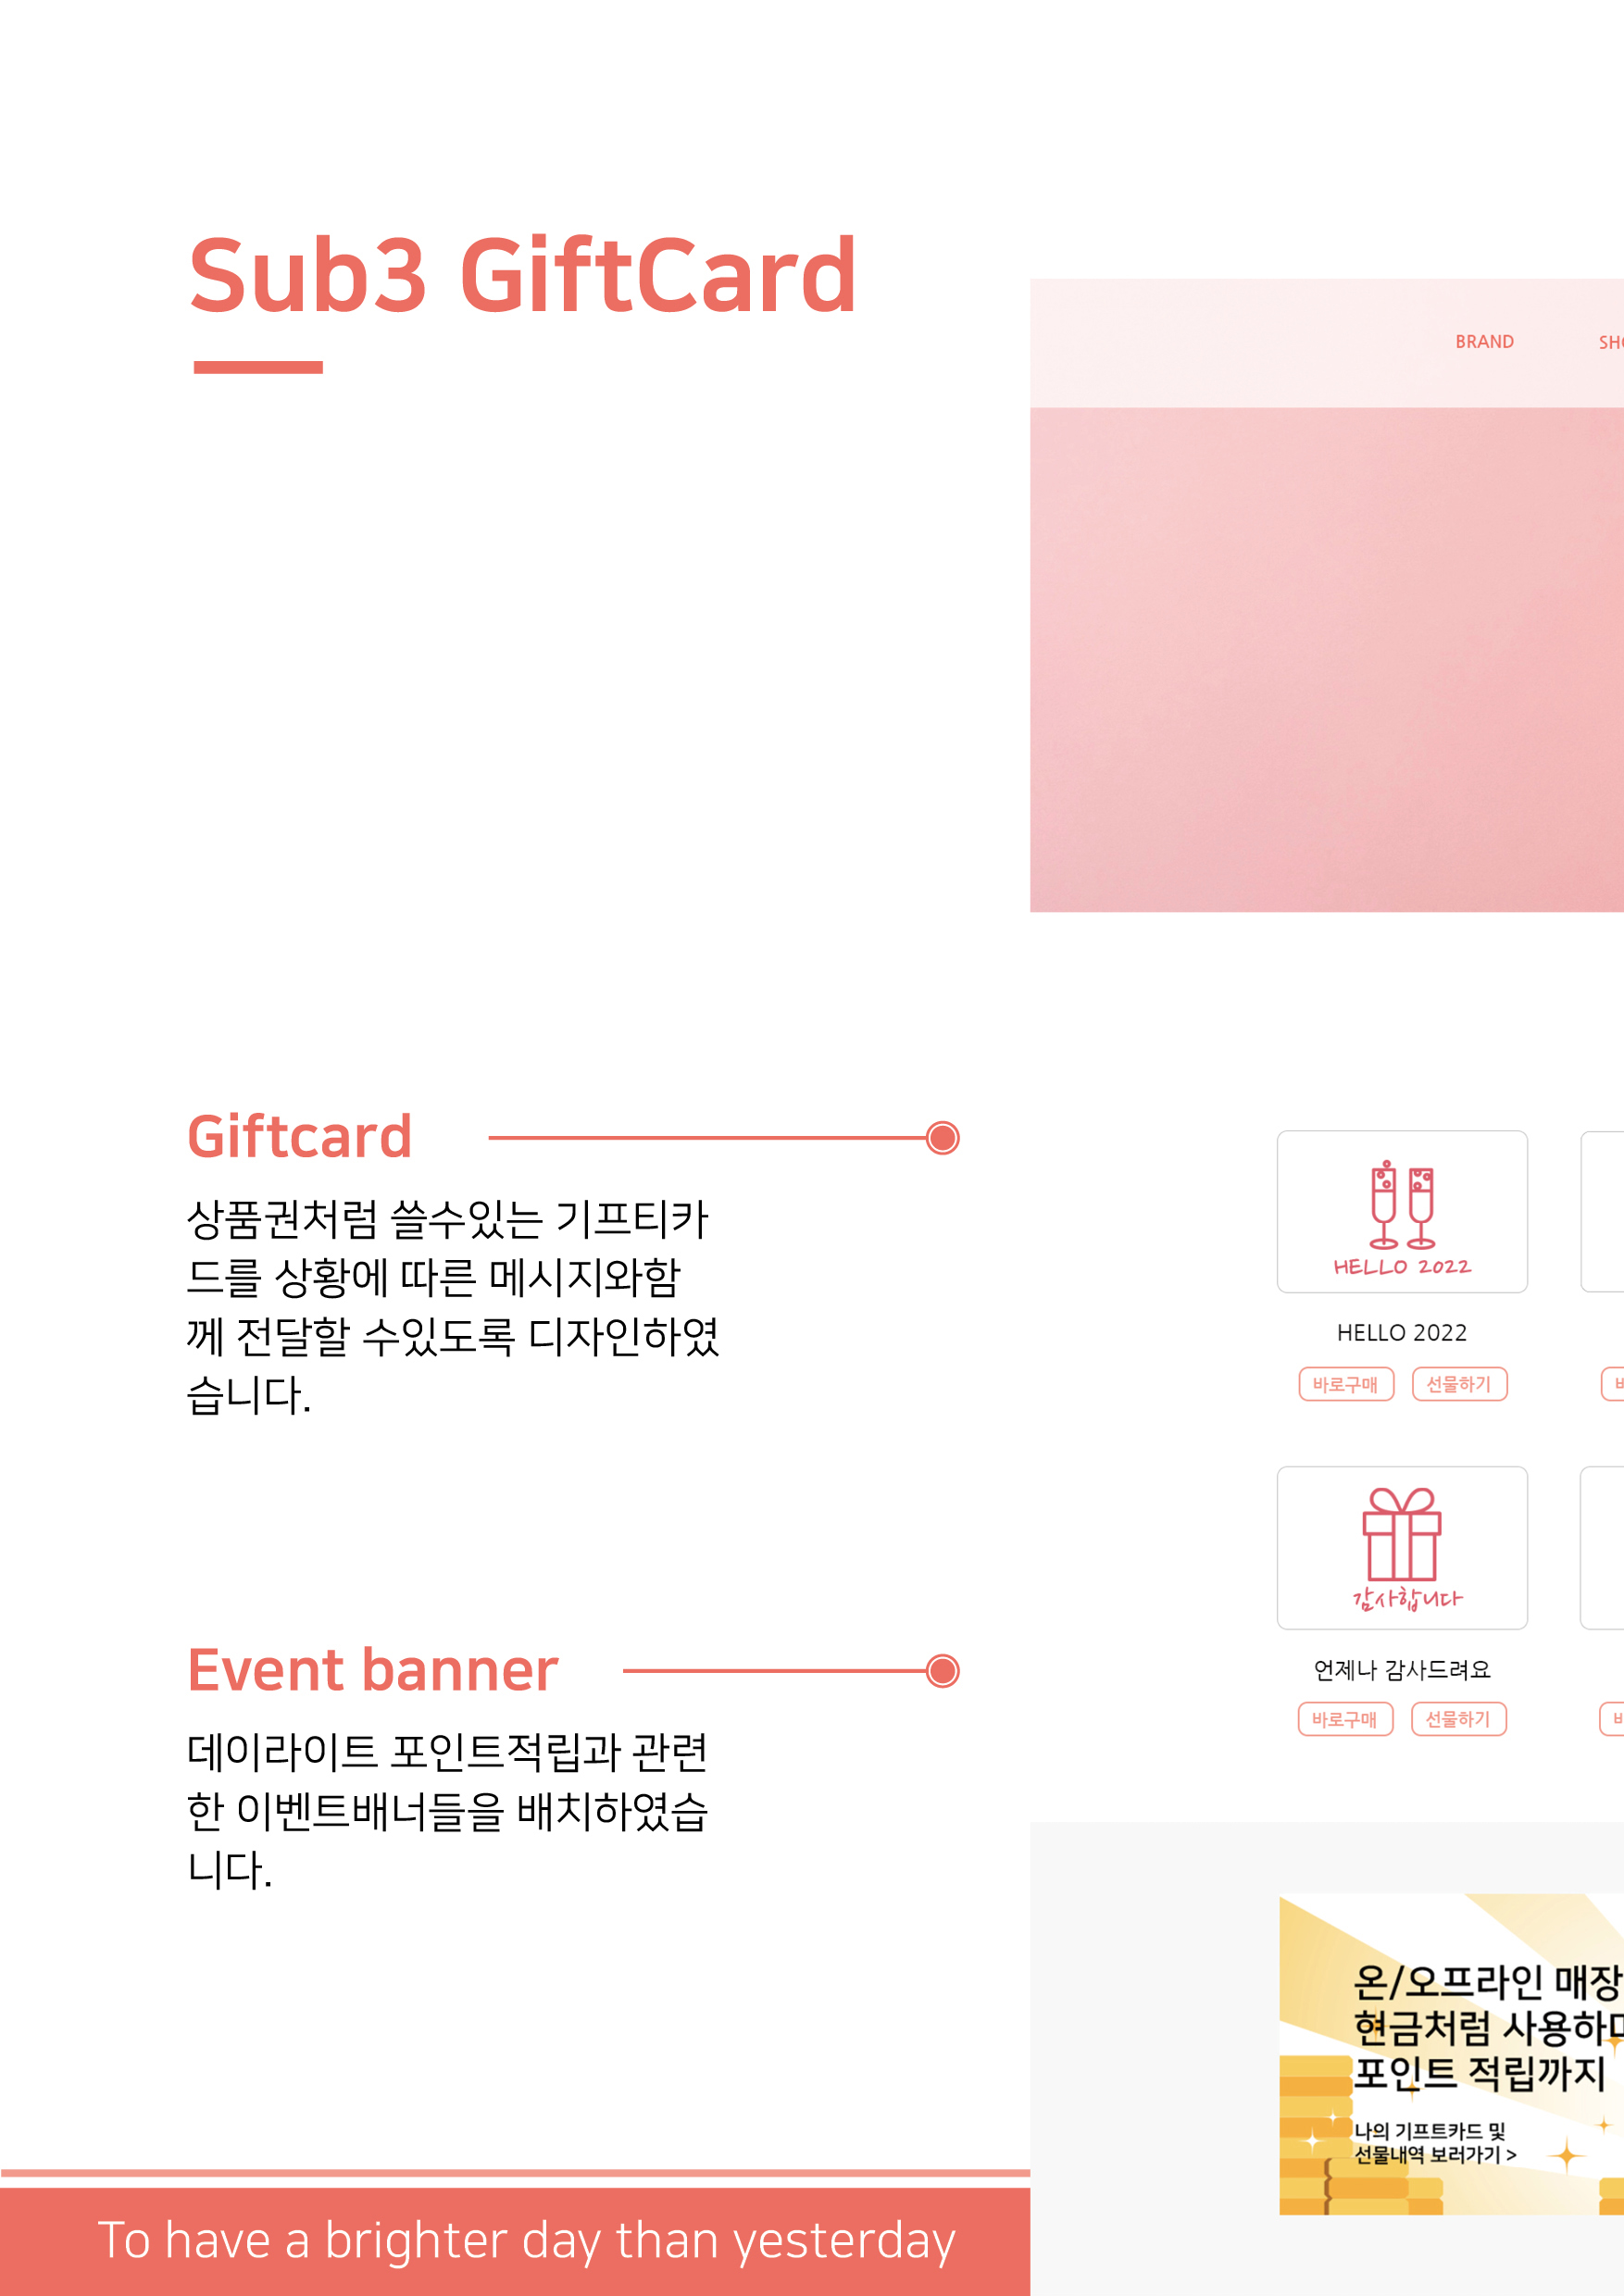 Sub3 GiftCard
BRAND
Giftcard
상품권처럼 쓸수있는 기프티카
드를 상황에 따른 메시지와함
께 전달할 수있도록 디자인하였
습니다.
HELLO 2022
HELLO 2022
바로구매 선물하기
감사합니다
언제나 감사드려요
바로구매 선물하기
Event banner
데이라이트 포인트적립과 관련
한 이벤트배너들을 배치하였습
니다.
온/오프라인 매장
현금처럼 사용하며
포인트 적립까지
나의 기프트카드 및
선물내역 보러가기 >
To have a brighter day than yesterday